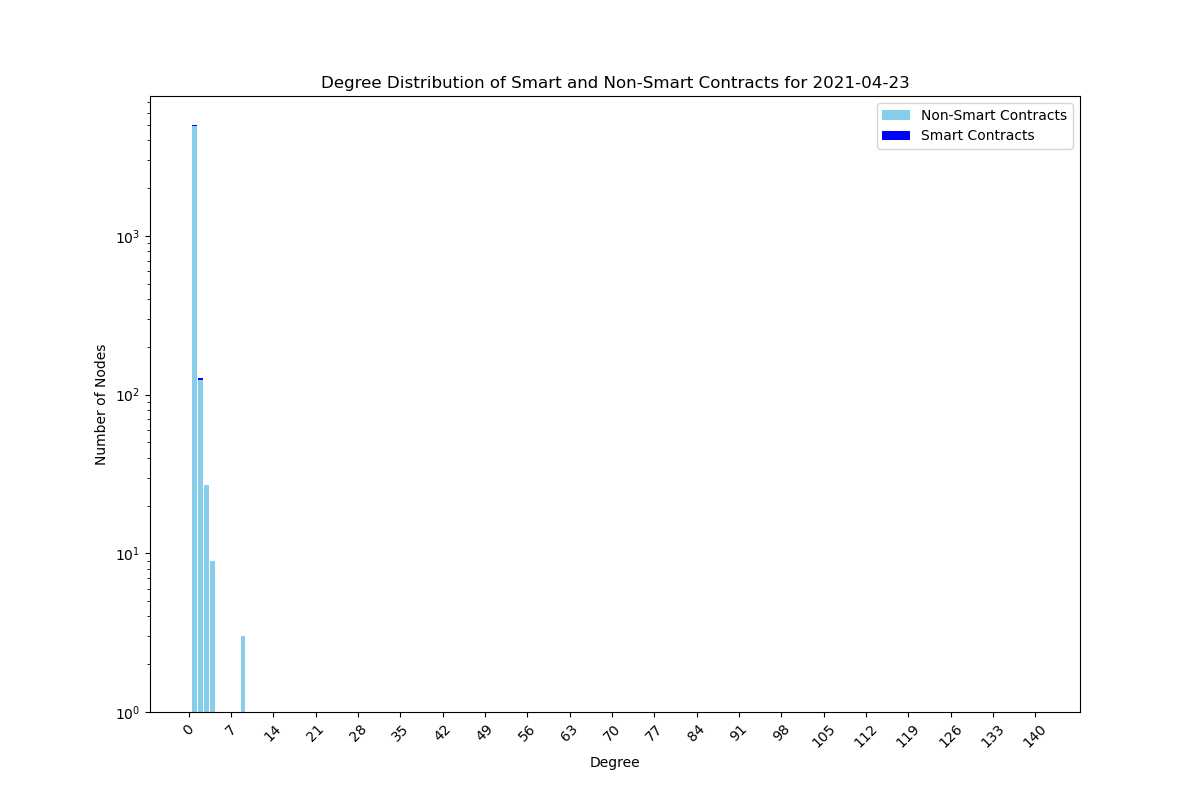 Degree Distribution of Smart and Non-Smart Contracts for 2021-04-23
Non-Smart Contracts
Smart Contracts
Number of Nodes
10³
10²
10¹
10⁰
0 7 14 21 28 35 42 49 56 63 70 77 84 91 98 105 112 119 126 133 140
Degree